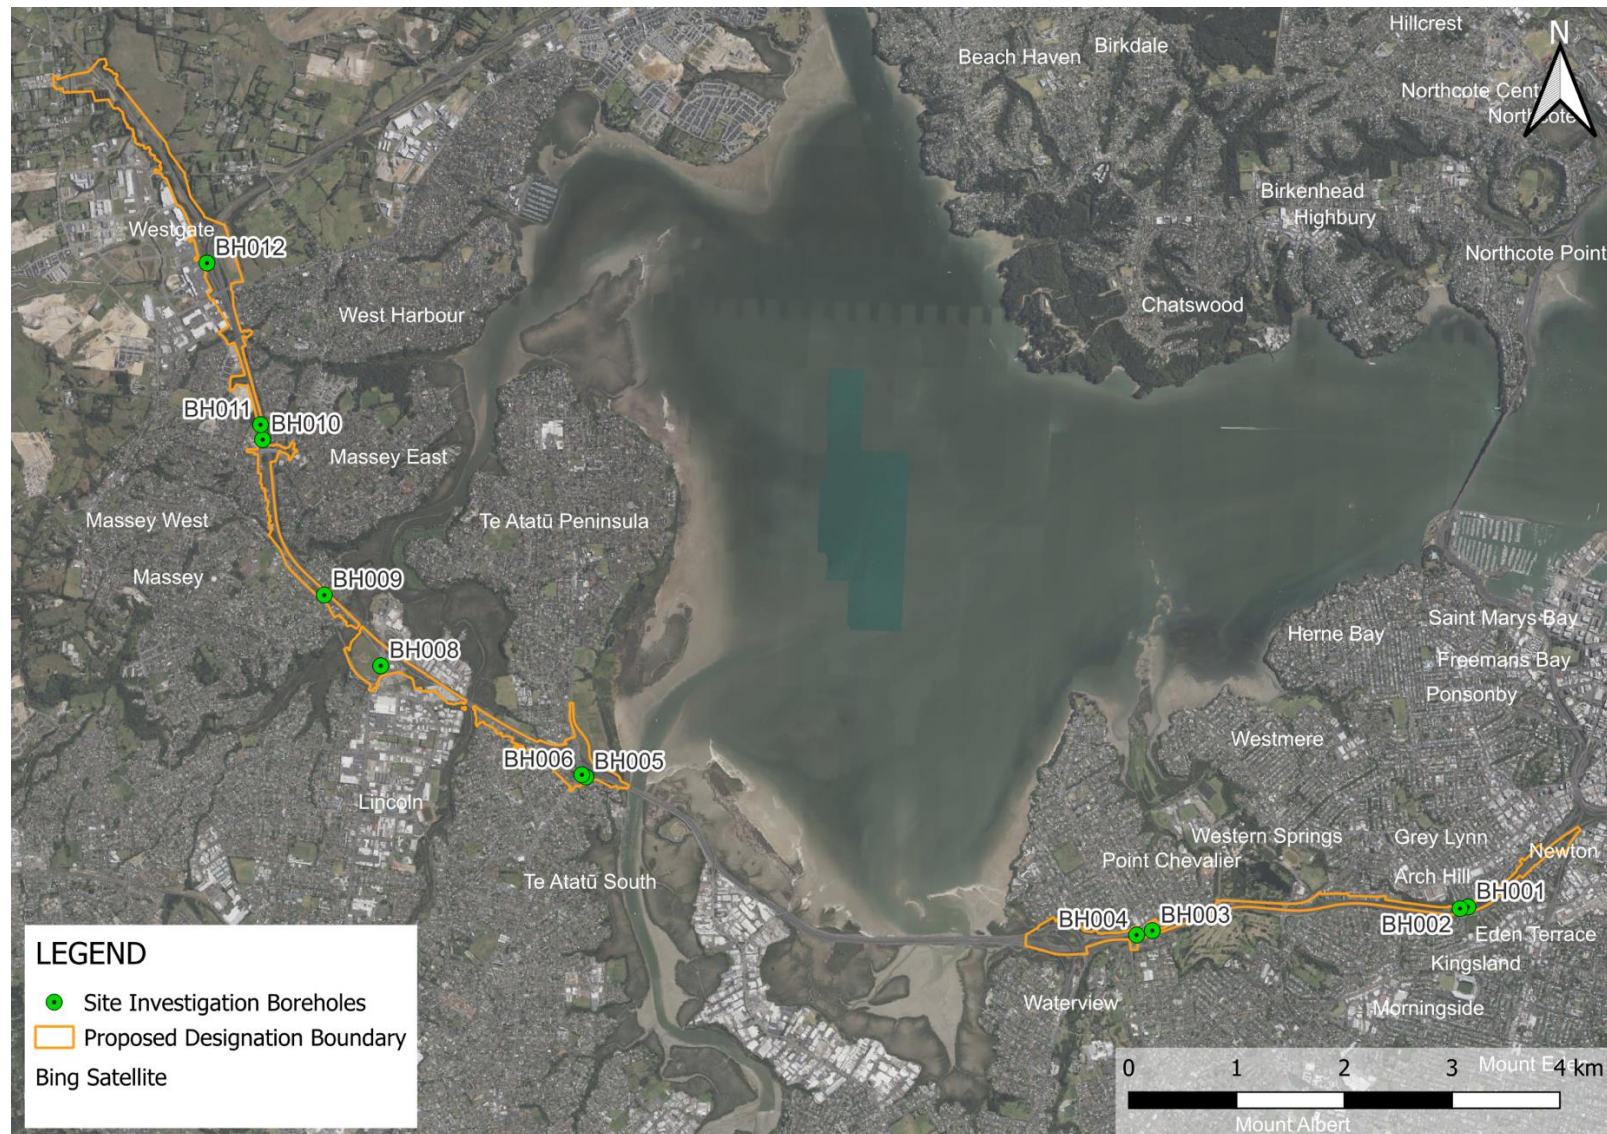 Hillcrest
N
Birkdale
Beach Haven
Northcote Cent
Northcote
Birkenhead
Highbury
Westgate
BH012
Northcote Point
Chatswood
West Harbour
BH011
BH010
Massey East
Massey West
Te Atatū Peninsula
Massey
BH009
Saint Marys Bay
Herne Bay
BH008
Freemans Bay
Ponsonby
Westmere
BH006
BH005
Lincoln
Western Springs
Grey Lynn
Newton
Point Chevalier
Arch Hill
Te Atatū South
BH001
BH004
BH003
BH002
Eden Terrace
Kingsland
Waterview
Morningside
LEGEND
Site Investigation Boreholes
Proposed Designation Boundary
Bing Satellite
Mount Eden
0 1 2 3 4 km
Mount Albert